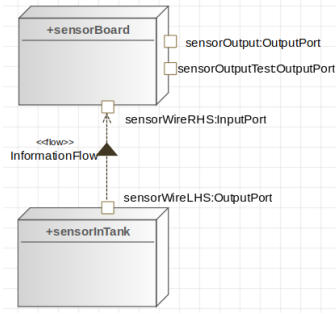 +sensorBoard
sensorOutput:OutputPort
sensorOutputTest:OutputPort
sensorWireRHS:InputPort
<<flow>>
InformationFlow
sensorWireLHS:OutputPort
+sensorInTank